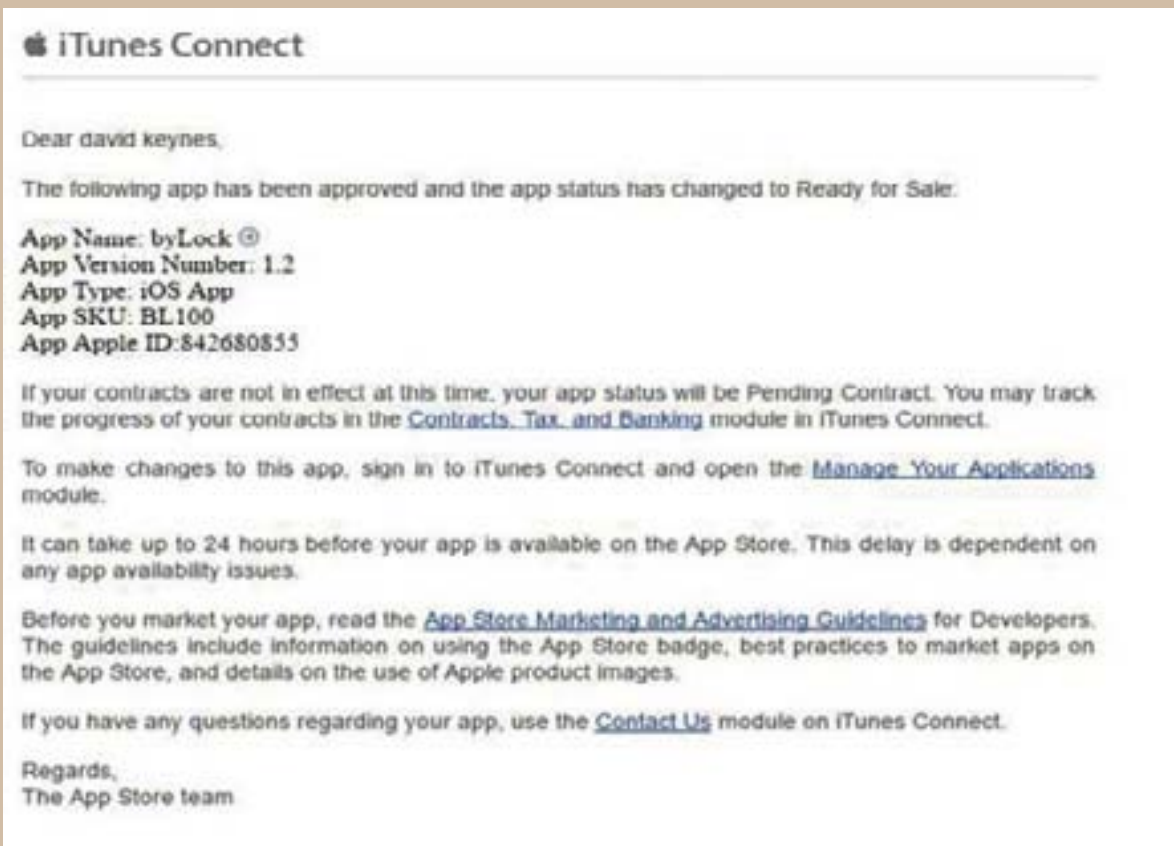 iTunes Connect
Dear david keynes,
The following app has been approved and the app status has changed to Ready for Sale:
App Name: byLock
App Version Number: 1.2
App Type: iOS App
App SKU: BL100
App Apple ID:842680855
If your contracts are not in effect at this time, your app status will be Pending Contract. You may track
the progress of your contracts in the Contracts, Tax, and Banking module in iTunes Connect.
To make changes to this app, sign in to iTunes Connect and open the Manage Your Applications
module.
It can take up to 24 hours before your app is available on the App Store. This delay is dependent on
any app availability issues.
Before you market your app, read the App Store Marketing and Advertising Guidelines for Developers.
The guidelines include information on using the App Store badge, best practices to market apps on
the App Store, and details on the use of Apple product images.
If you have any questions regarding your app, use the Contact Us module on iTunes Connect.
Regards,
The App Store team